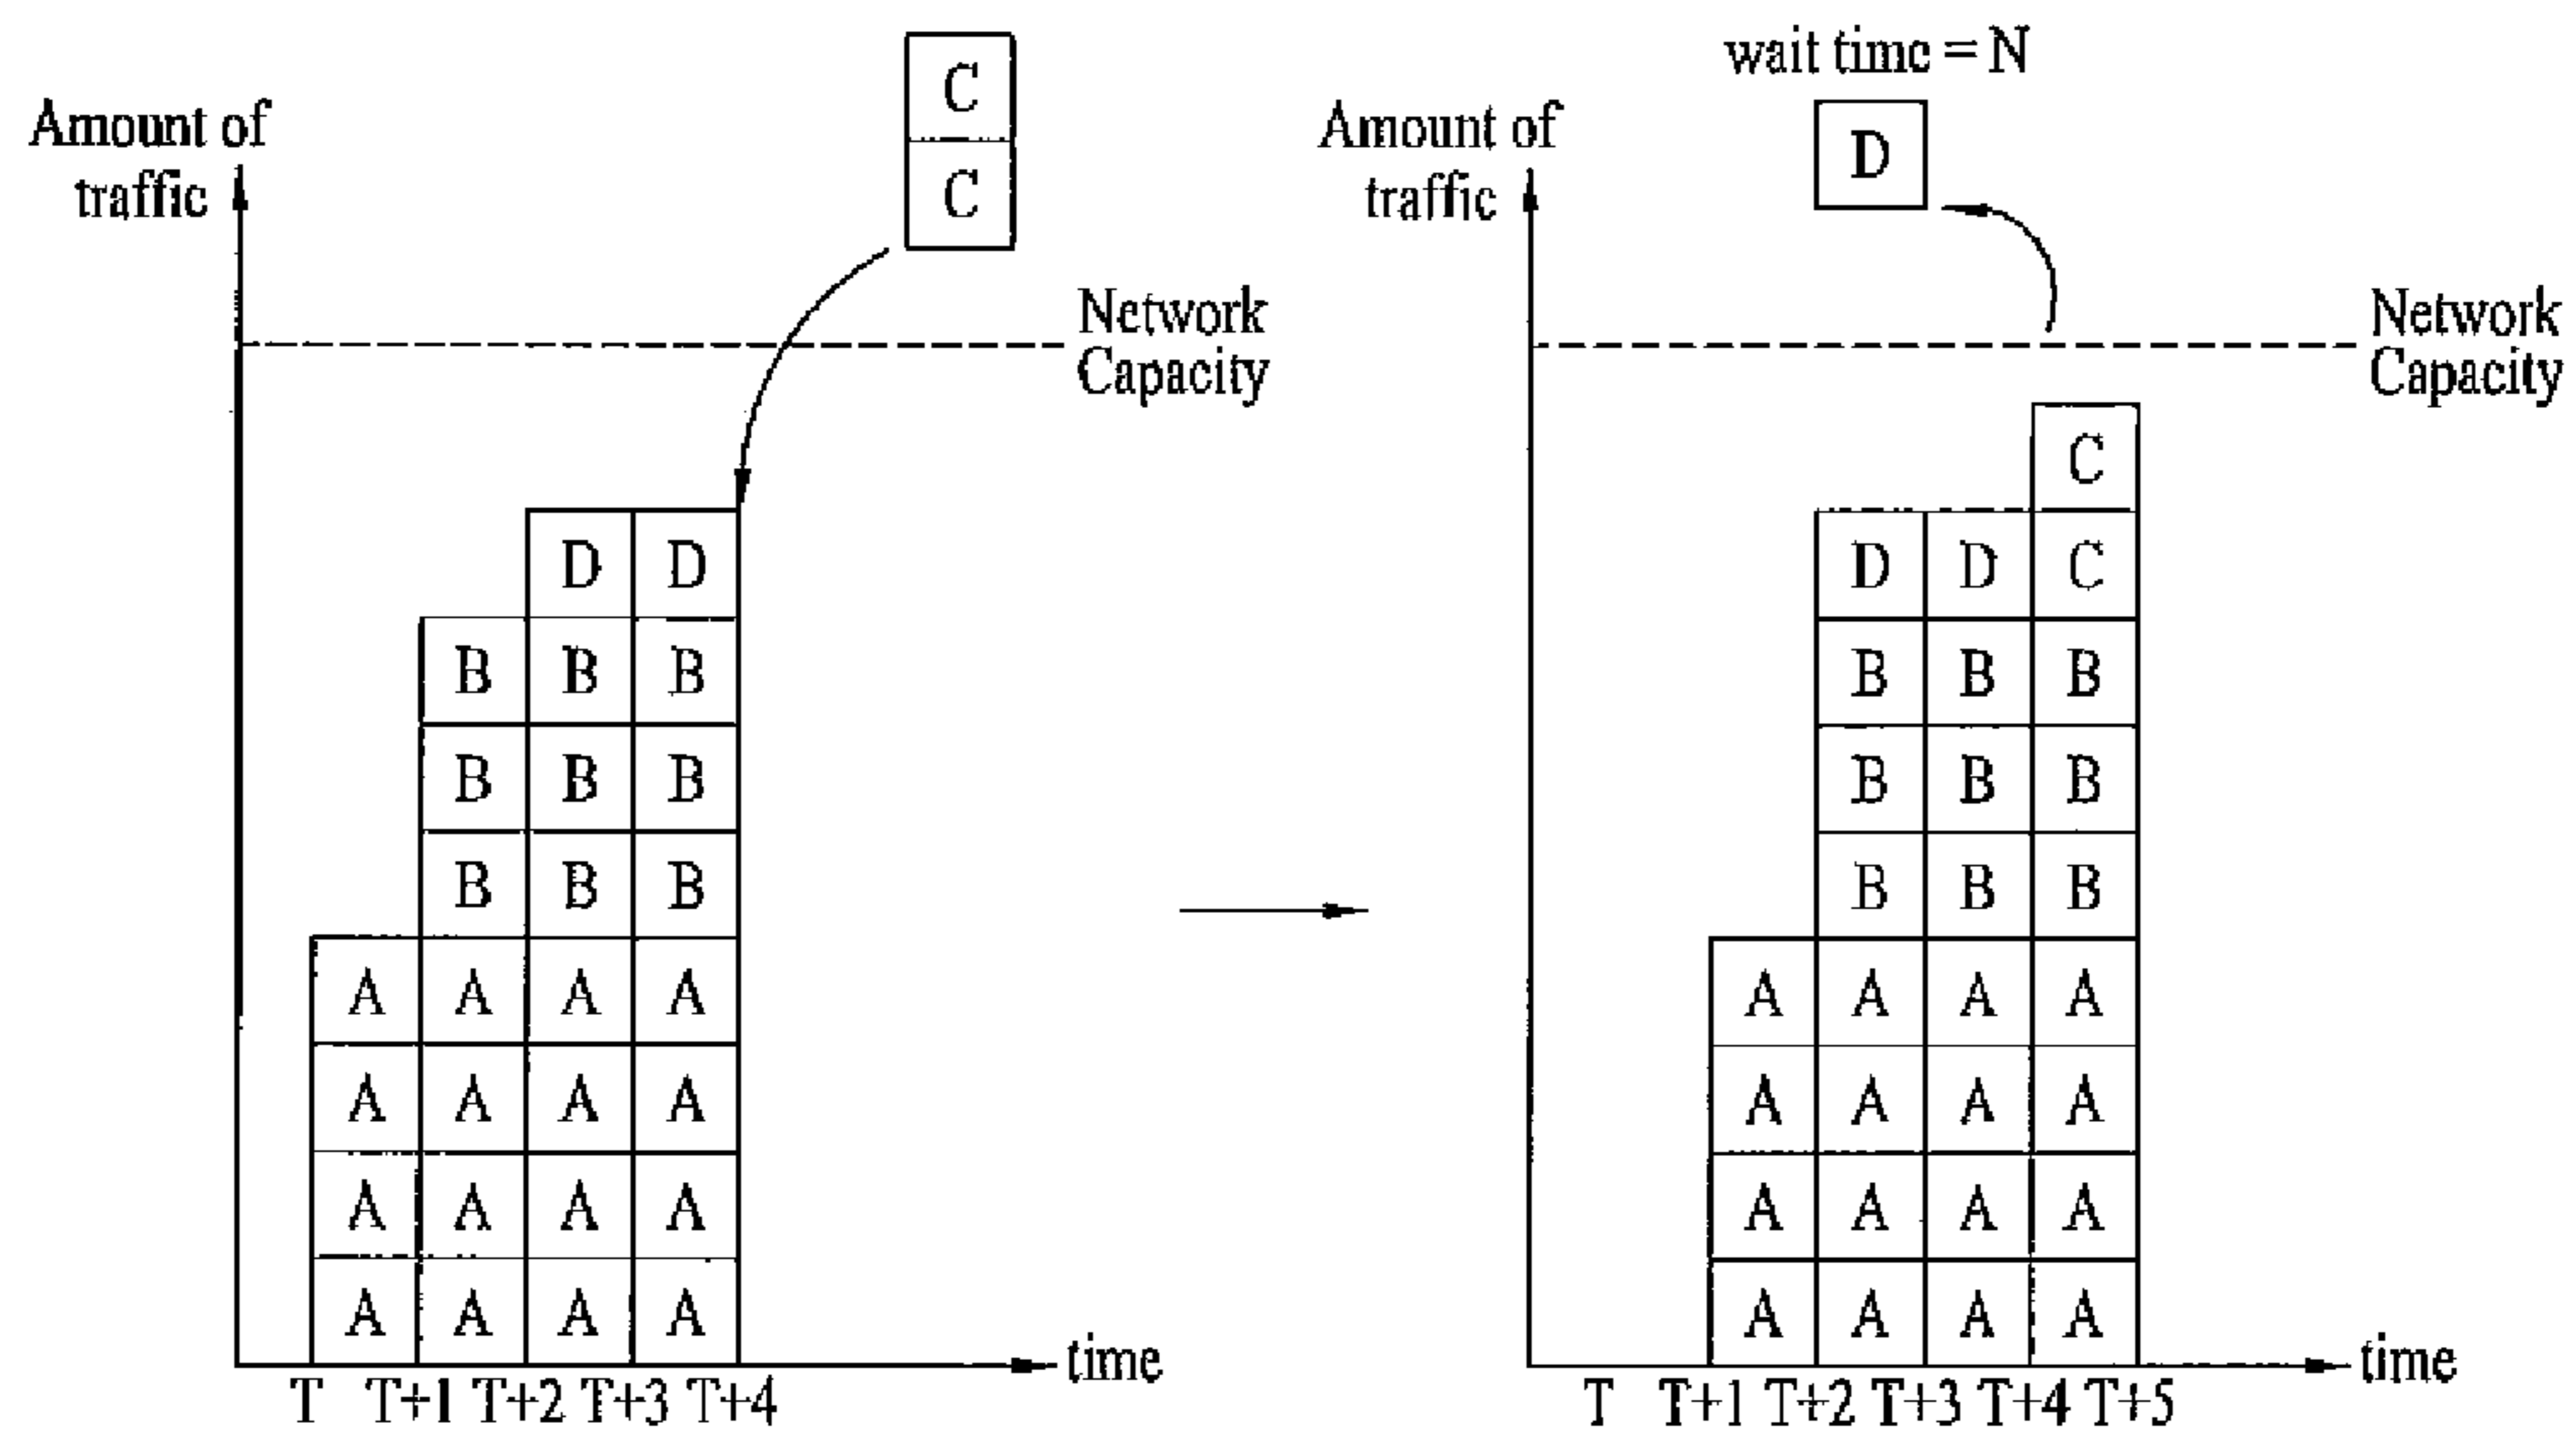 C
C
Amount of
traffic
Network
Capacity
D D
B B B
B B B
B B B
A A A A
A A A A
A A A A
A A A A
time
T T+1 T+2 T+3 T+4
wait time = N
D
Amount of
traffic
Network
Capacity
C
D D C
B B B
B B B
B B B
A A A A
A A A A
A A A A
A A A A
time
T T+1 T+2 T+3 T+4 T+5